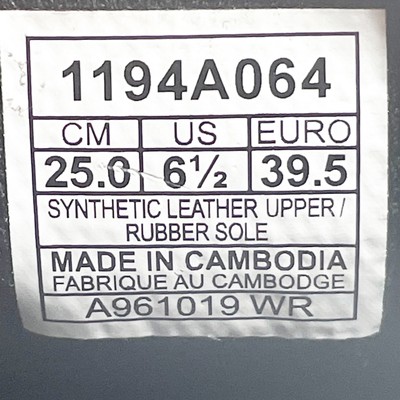 1194A064
CM US EURO
25.0 6½ 39.5
SYNTHETIC LEATHER UPPER /
RUBBER SOLE
MADE IN CAMBODIA
FABRIQUE AU CAMBODGE
A961019 WR